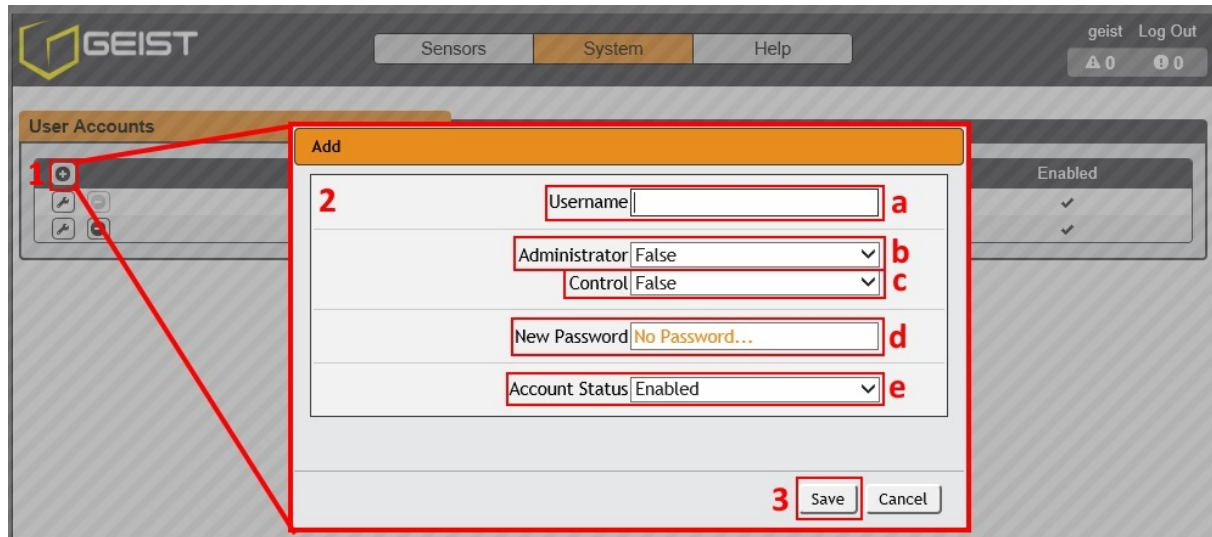 GEIST
Sensors System Help
geist Log Out
0 0
User Accounts
Add
1
Enabled
2
Username a
Administrator False b
Control False c
New Password No Password... d
Account Status Enabled e
3 Save Cancel